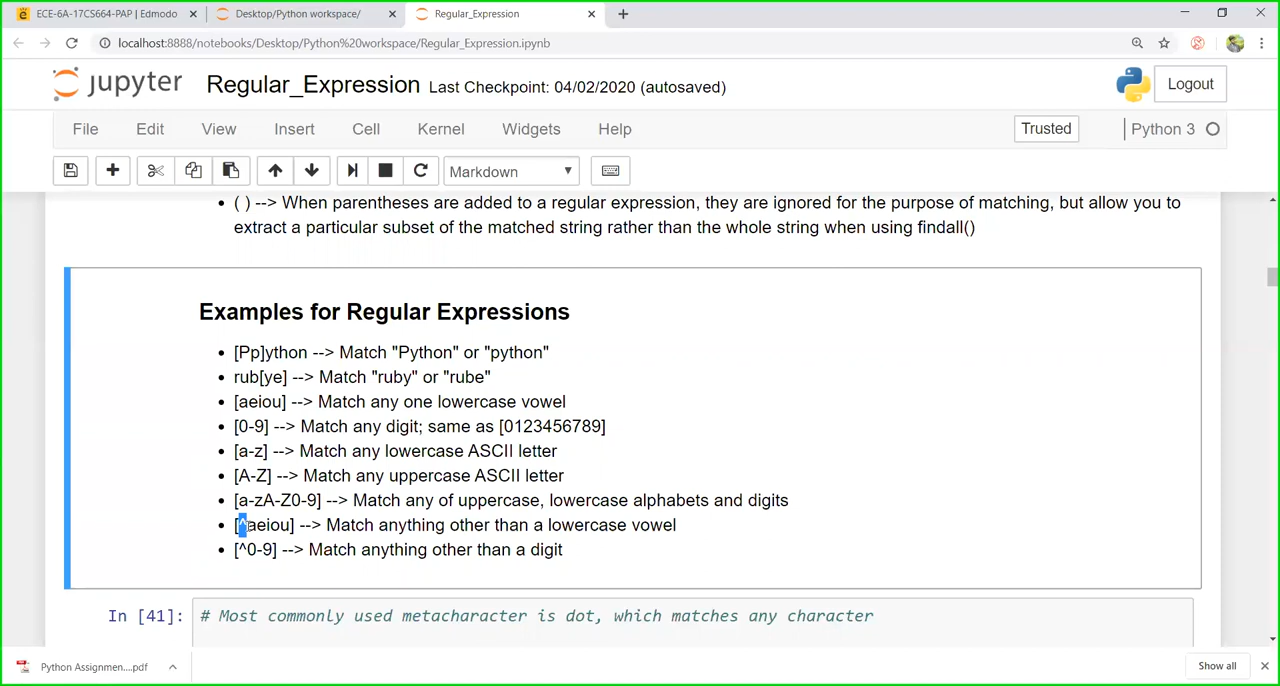 ECE-6A-17CS664-PAP | Edmodo
Desktop/Python workspace/
Regular_Expression
localhost:8888/notebooks/Desktop/Python%20workspace/Regular_Expression.ipynb
jupyter Regular_Expression Last Checkpoint: 04/02/2020 (autosaved)
Logout
File Edit View Insert Cell Kernel Widgets Help
Trusted
Python 3
Markdown
• ( ) --> When parentheses are added to a regular expression, they are ignored for the purpose of matching, but allow you to
extract a particular subset of the matched string rather than the whole string when using findall()
Examples for Regular Expressions
• [Pp]ython --> Match "Python" or "python"
• rub[ye] --> Match "ruby" or "rube"
• [aeiou] --> Match any one lowercase vowel
• [0-9] --> Match any digit; same as [0123456789]
• [a-z] --> Match any lowercase ASCII letter
• [A-Z] --> Match any uppercase ASCII letter
• [a-zA-Z0-9] --> Match any of uppercase, lowercase alphabets and digits
• [^aeiou] --> Match anything other than a lowercase vowel
• [^0-9] --> Match anything other than a digit
In [41]: # Most commonly used metacharacter is dot, which matches any character
Python Assignmen....pdf
Show all